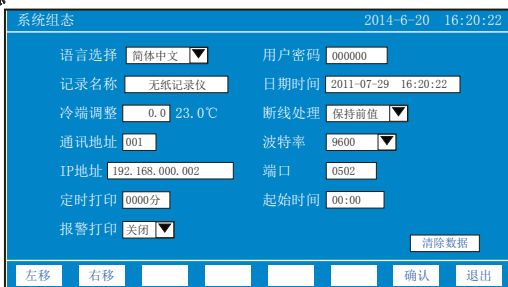 系统组态 2014-6-20 16:20:22
语言选择 简体中文 用户密码 000000
记录名称 无纸记录仪 日期时间 2011-07-29 16:20:22
冷端调整 0.0 23.0℃ 断线处理 保持前值
通讯地址 001 波特率 9600
IP地址 192.168.000.002 端口 0502
定时打印 0000分 起始时间 00:00
报警打印 关闭
清除数据
左移 右移 确认 退出